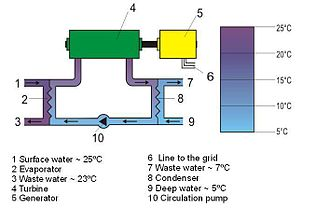 4
5
25°C
20°C
15°C
10°C
5°C
1
2
3
6
7
8
9
10
1 Surface water ~ 25°C
2 Evaporator
3 Waste water ~ 23°C
4 Turbine
5 Generator
6 Line to the grid
7 Waste water ~ 7°C
8 Condenser
9 Deep water ~ 5°C
10 Circulation pump